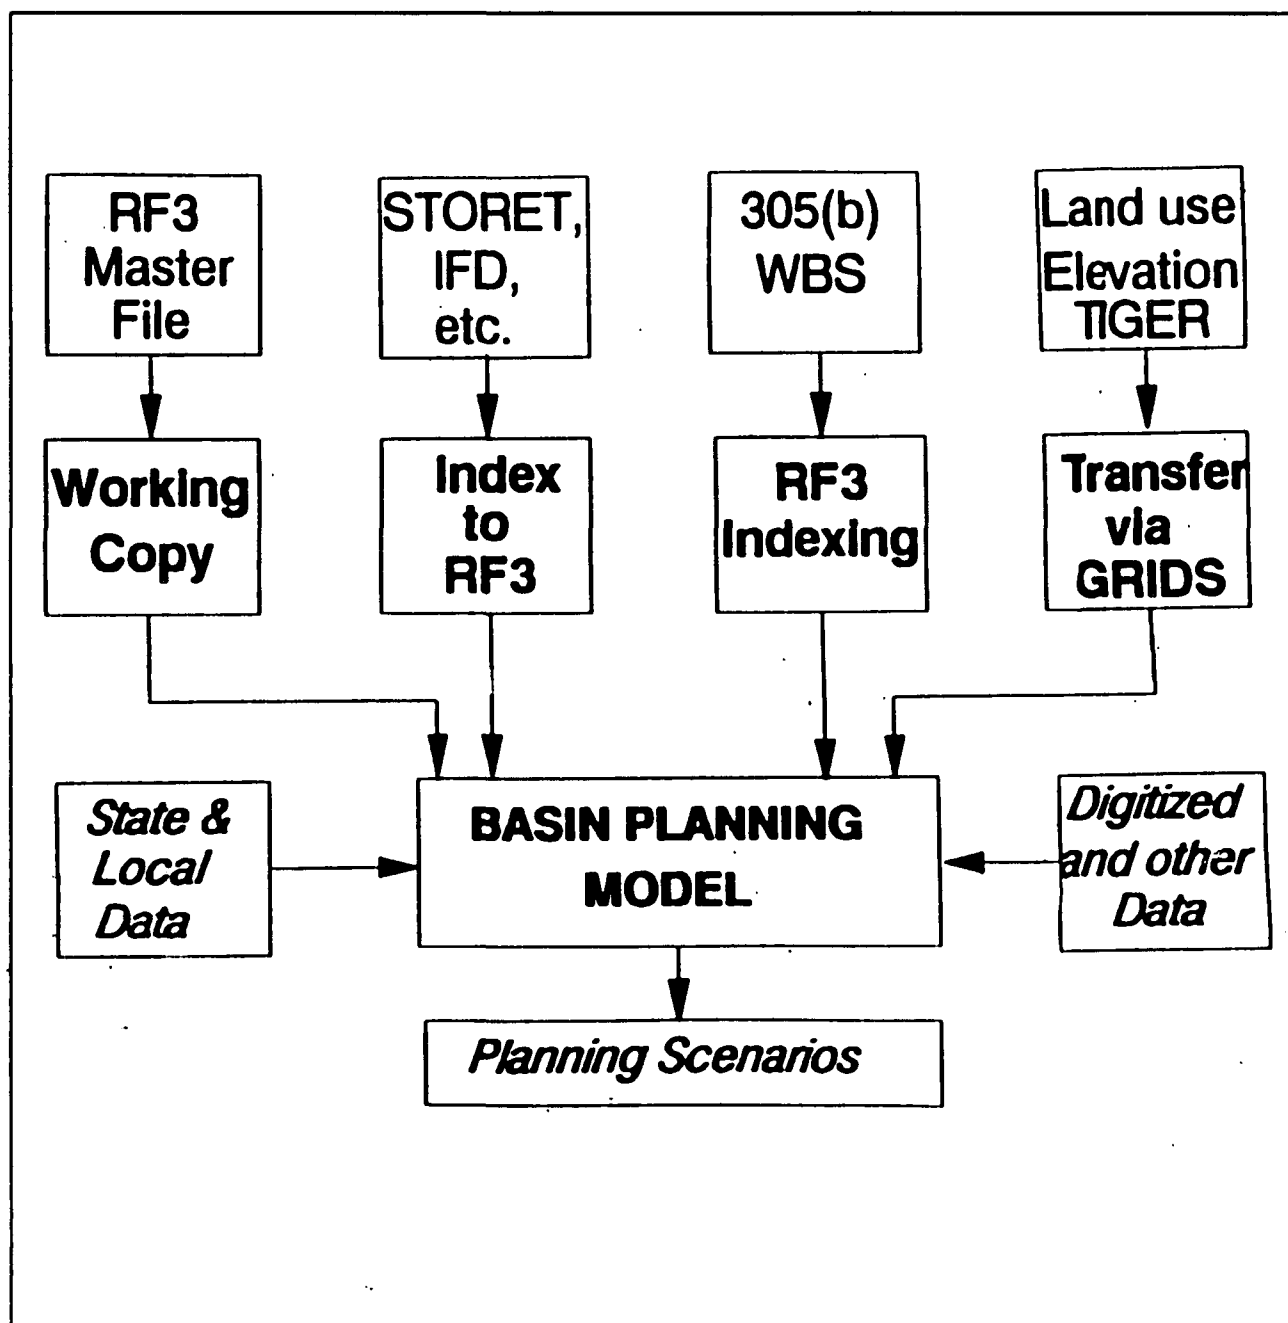 RF3
Master
File
STORET,
IFD,
etc.
305(b)
WBS
Land use
Elevation
TIGER
Working
Copy
Index
to
RF3
RF3
Indexing
Transfer
via
GRIDS
State &
Local
Data
BASIN PLANNING
MODEL
Digitized
and other
Data
Planning Scenarios